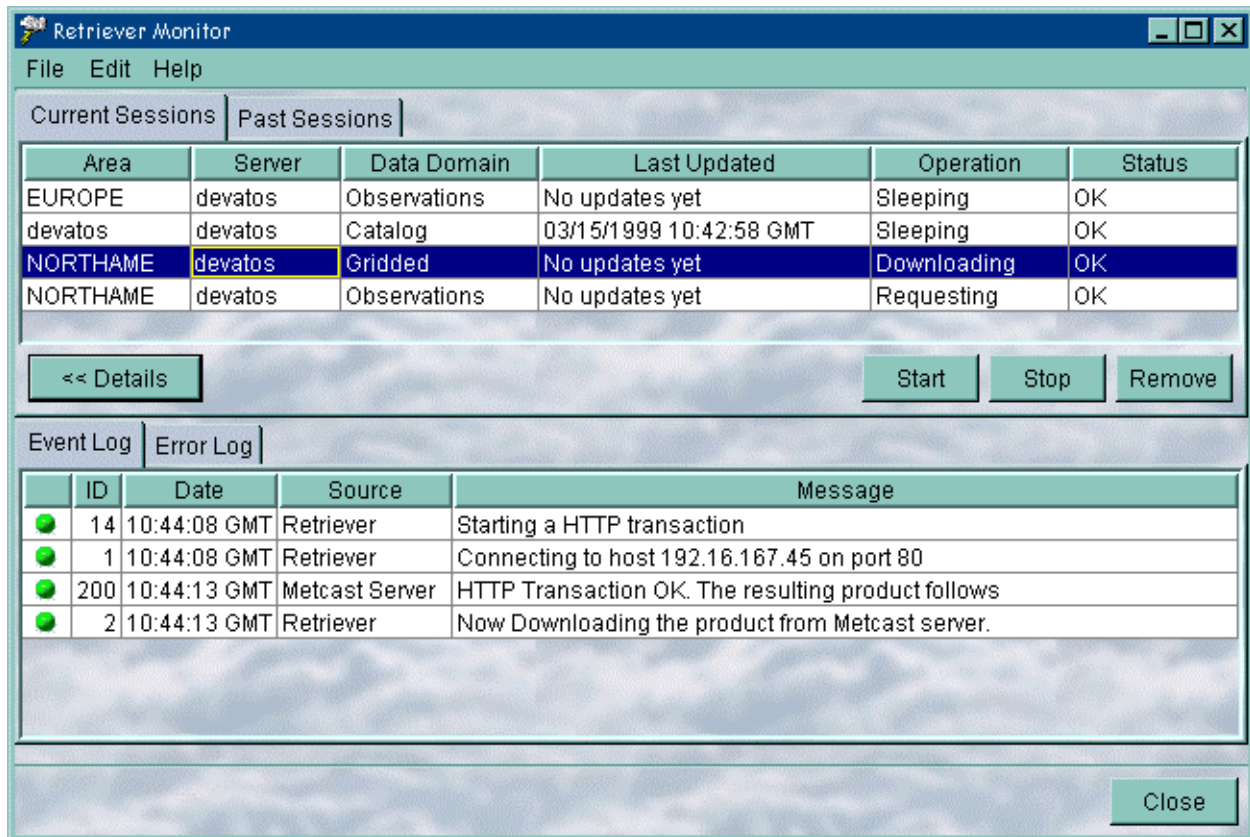 Retriever Monitor
File Edit Help
Current Sessions Past Sessions
Area Server Data Domain Last Updated Operation Status
EUROPE devatos Observations No updates yet Sleeping OK
devatos devatos Catalog 03/15/1999 10:42:58 GMT Sleeping OK
NORTHAME devatos Gridded No updates yet Downloading OK
NORTHAME devatos Observations No updates yet Requesting OK
<< Details Start Stop Remove
Event Log Error Log
ID Date Source Message
14 10:44:08 GMT Retriever Starting a HTTP transaction
1 10:44:08 GMT Retriever Connecting to host 192.16.167.45 on port 80
200 10:44:13 GMT Metcast Server HTTP Transaction OK. The resulting product follows
2 10:44:13 GMT Retriever Now Downloading the product from Metcast server.
Close